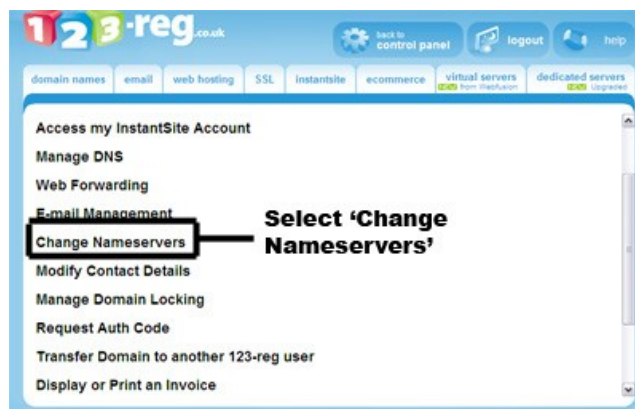 123-reg.co.uk
back to
control panel
logout
help
domain names
email
web hosting
SSL
instantsite
ecommerce
virtual servers
NEW from Webfusion
dedicated servers
NEW Upgraded
Access my InstantSite Account
Manage DNS
Web Forwarding
E-mail Management
Change Nameservers
Select ‘Change
Nameservers’
Modify Contact Details
Manage Domain Locking
Request Auth Code
Transfer Domain to another 123-reg user
Display or Print an Invoice